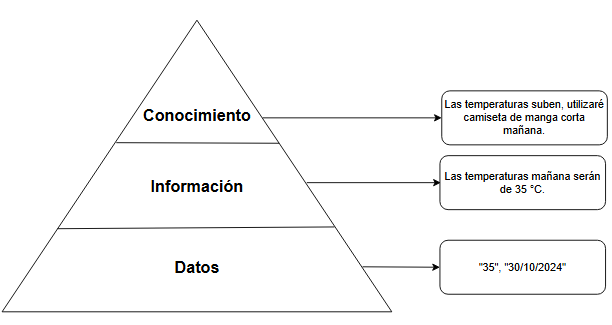 Conocimiento
Las temperaturas suben, utilizaré
camiseta de manga corta
mañana.
Información
Las temperaturas mañana serán
de 35 °C.
Datos
"35", "30/10/2024"